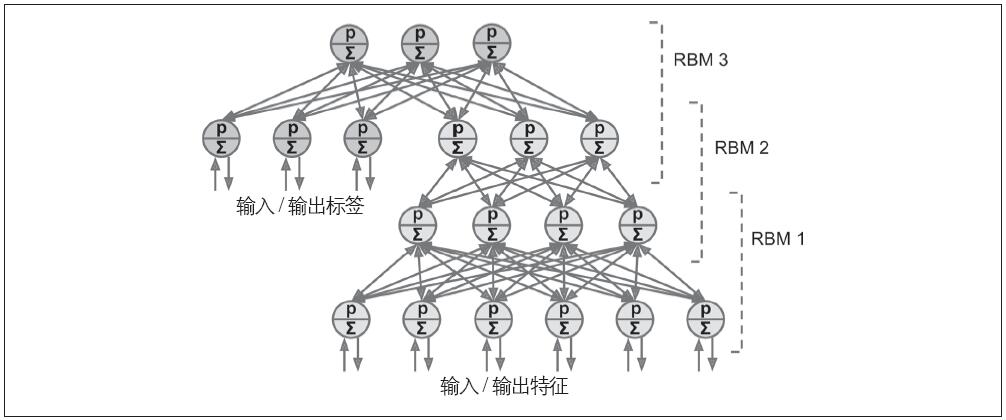 p p p
Σ Σ Σ
RBM 3
p p p p p p
Σ Σ Σ Σ Σ Σ
RBM 2
输入 / 输出标签
p p p p
Σ Σ Σ Σ
RBM 1
p p p p p p
Σ Σ Σ Σ Σ Σ
输入 / 输出特征